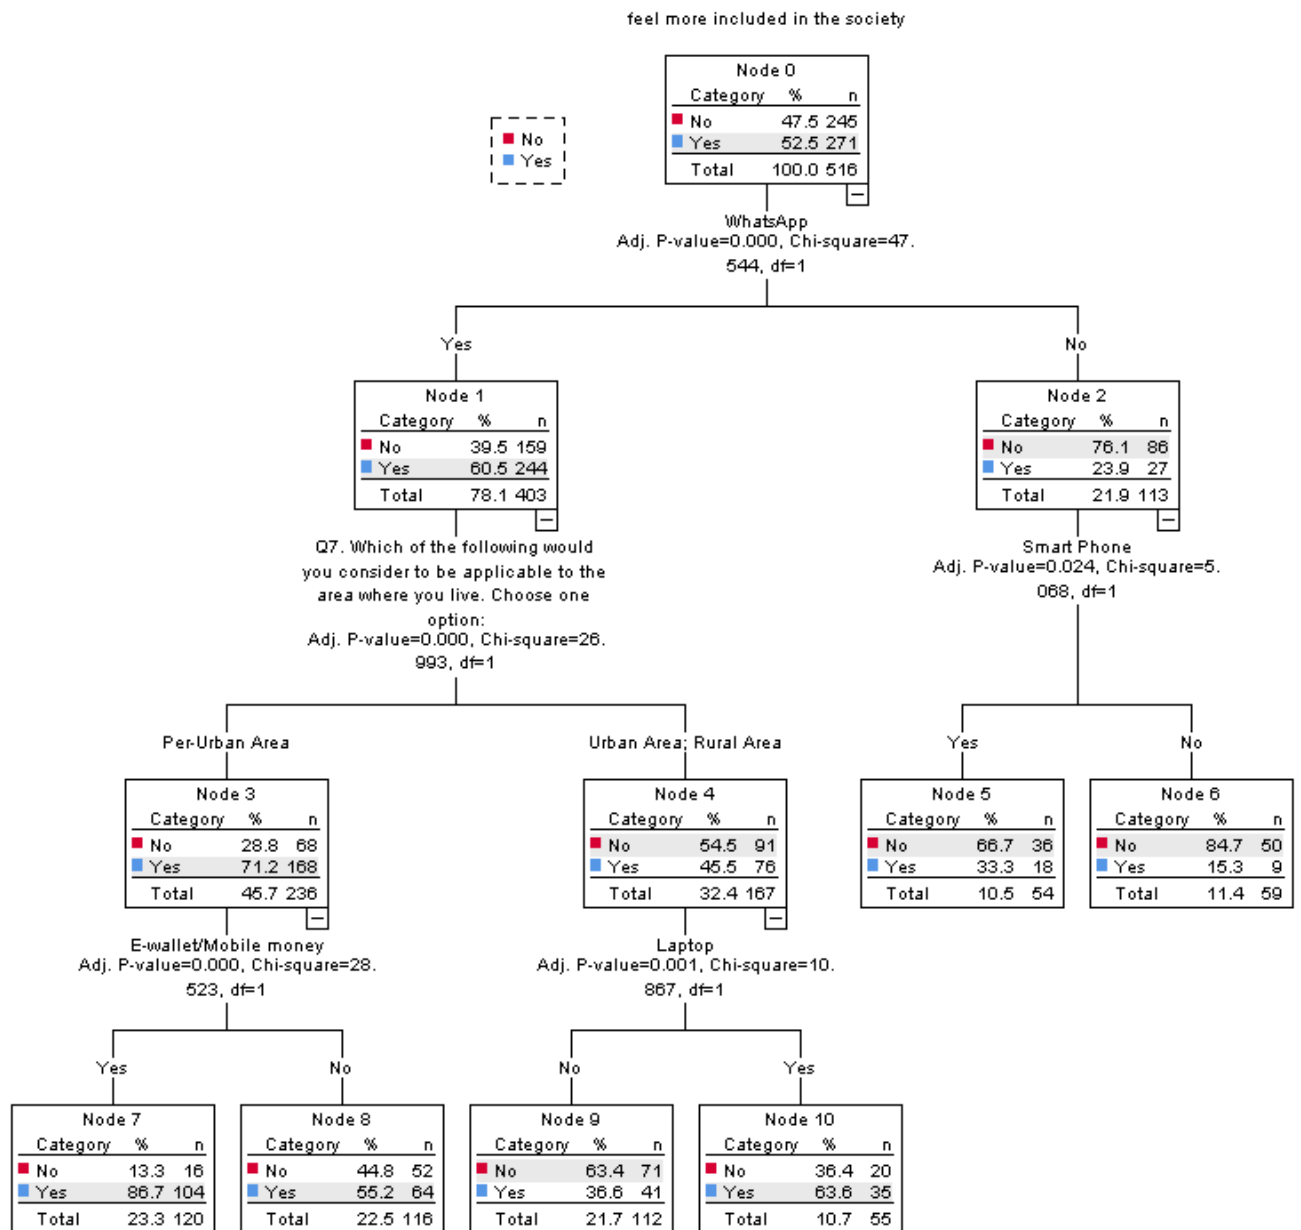 feel more included in the society
Node 0
Category % n
No 47.5 245
Yes 52.5 271
Total 100.0 516
No
Yes
WhatsApp
Adj. P-value=0.000, Chi-square=47.
544, df=1
Yes
No
Node 1
Category % n
No 39.5 159
Yes 60.5 244
Total 78.1 403
Node 2
Category % n
No 76.1 86
Yes 23.9 27
Total 21.9 113
Q7. Which of the following would
you consider to be applicable to the
area where you live. Choose one
option:
Adj. P-value=0.000, Chi-square=26.
993, df=1
Smart Phone
Adj. P-value=0.024, Chi-square=5.
068, df=1
Per-Urban Area
Urban Area; Rural Area
Yes
No
Node 3
Category % n
No 28.8 68
Yes 71.2 168
Total 45.7 236
Node 4
Category % n
No 54.5 91
Yes 45.5 76
Total 32.4 167
Node 5
Category % n
No 66.7 36
Yes 33.3 18
Total 10.5 54
Node 6
Category % n
No 84.7 50
Yes 15.3 9
Total 11.4 59
E-wallet/Mobile money
Adj. P-value=0.000, Chi-square=28.
523, df=1
Laptop
Adj. P-value=0.001, Chi-square=10.
867, df=1
Yes
No
No
Yes
Node 7
Category % n
No 13.3 16
Yes 86.7 104
Total 23.3 120
Node 8
Category % n
No 44.8 52
Yes 55.2 64
Total 22.5 116
Node 9
Category % n
No 63.4 71
Yes 36.6 41
Total 21.7 112
Node 10
Category % n
No 36.4 20
Yes 63.6 35
Total 10.7 55